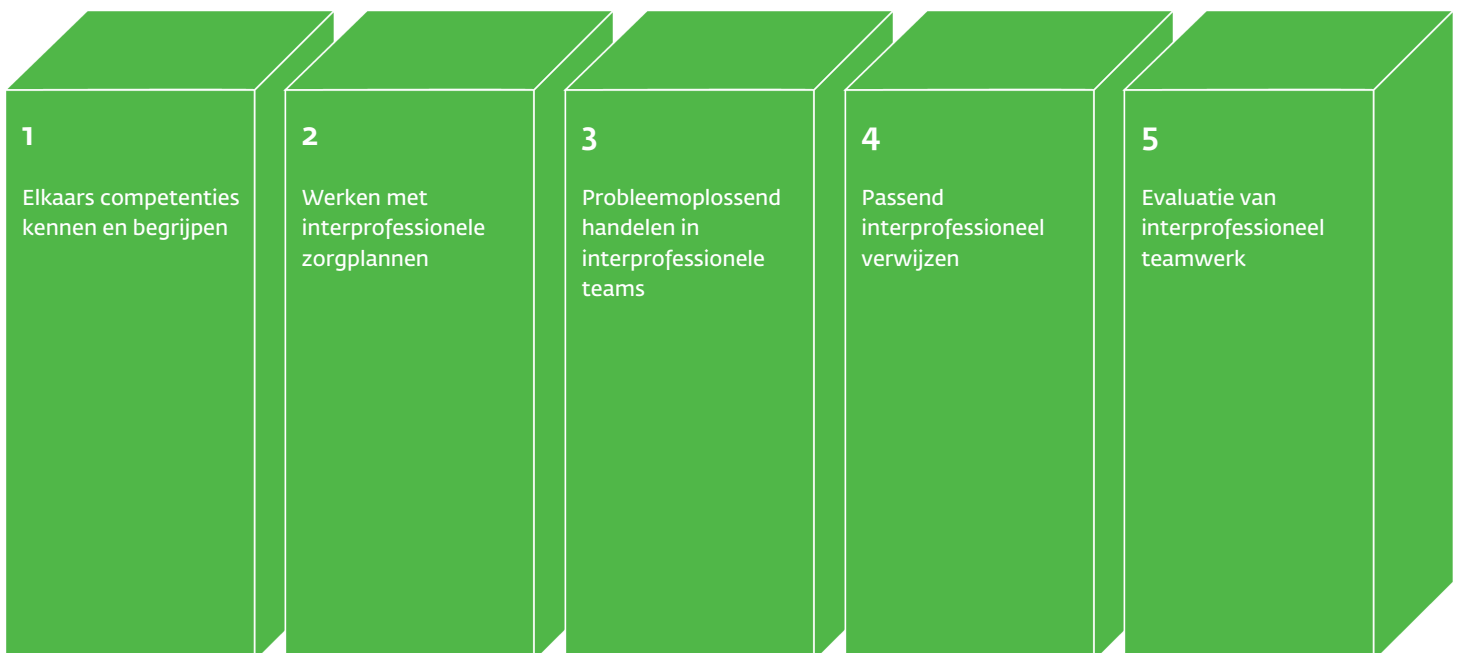 1
Elkaars competenties
kennen en begrijpen
2
Werken met
interprofessionele
zorgplannen
3
Probleemoplossend
handelen in
interprofessionele
teams
4
Passend
interprofessioneel
verwijzen
5
Evaluatie van
interprofessioneel
teamwerk